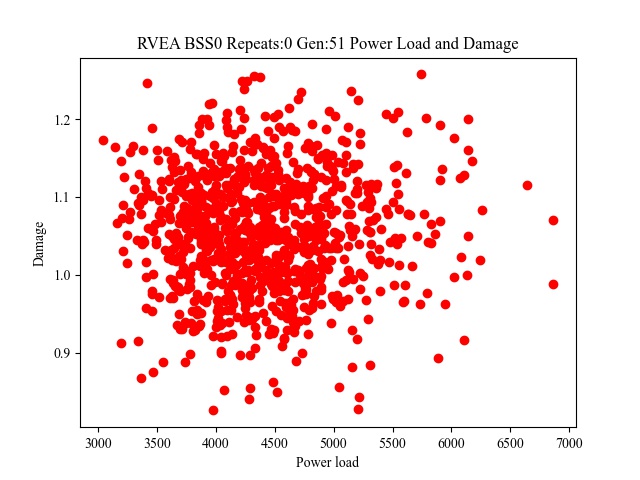 RVEA BSS0 Repeats:0 Gen:51 Power Load and Damage
1.2
1.1
1.0
0.9
Damage
3000 3500 4000 4500 5000 5500 6000 6500 7000
Power load